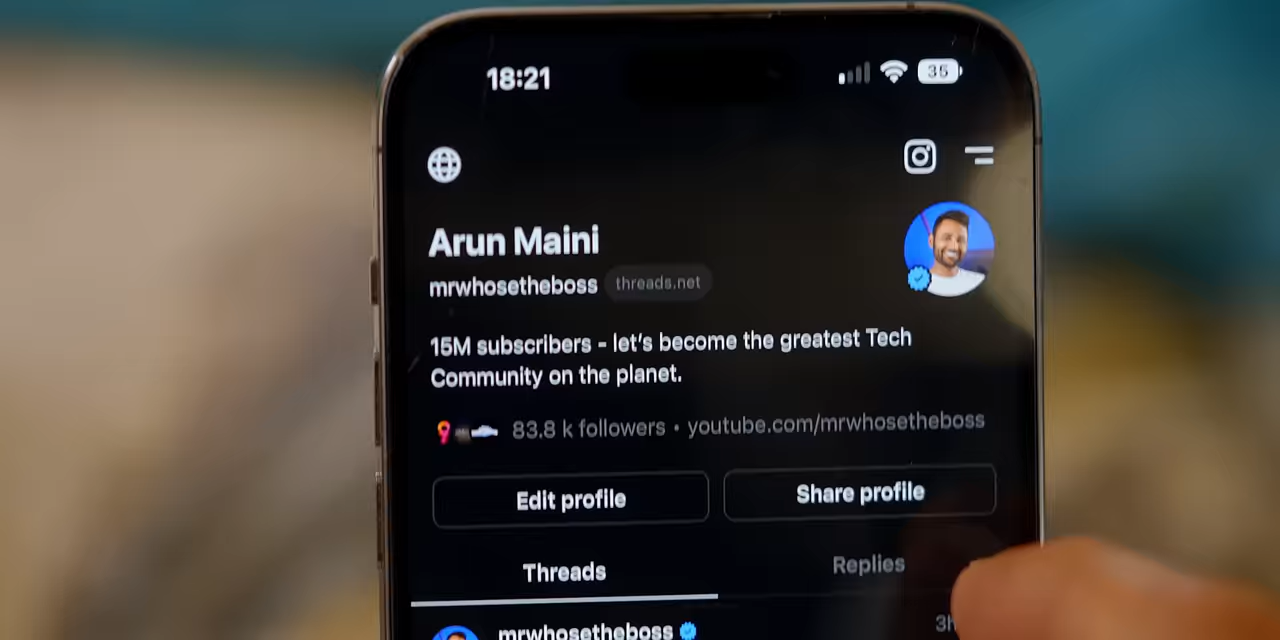 18:21
35
Arun Maini
mrwhosetheboss threads.net
15M subscribers - let's become the greatest Tech
Community on the planet.
83.8 k followers • youtube.com/mrwhosetheboss
Edit profile
Share profile
Threads
Replies
mrwhosetheboss